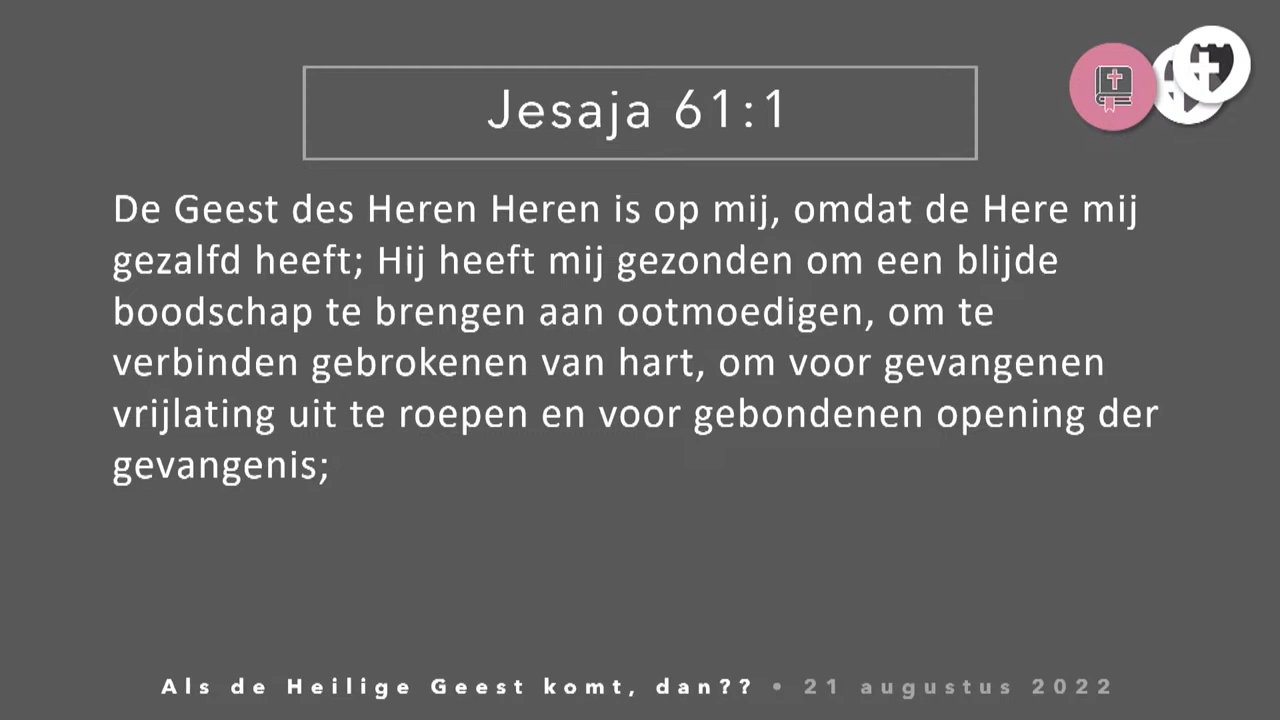 Jesaja 61:1
De Geest des Heren Heren is op mij, omdat de Here mij
gezalfd heeft; Hij heeft mij gezonden om een blijde
boodschap te brengen aan ootmoedigen, om te
verbinden gebrokenen van hart, om voor gevangenen
vrijlating uit te roepen en voor gebondenen opening der
gevangenis;
Als de Heilige Geest komt, dan?? • 21 augustus 2022